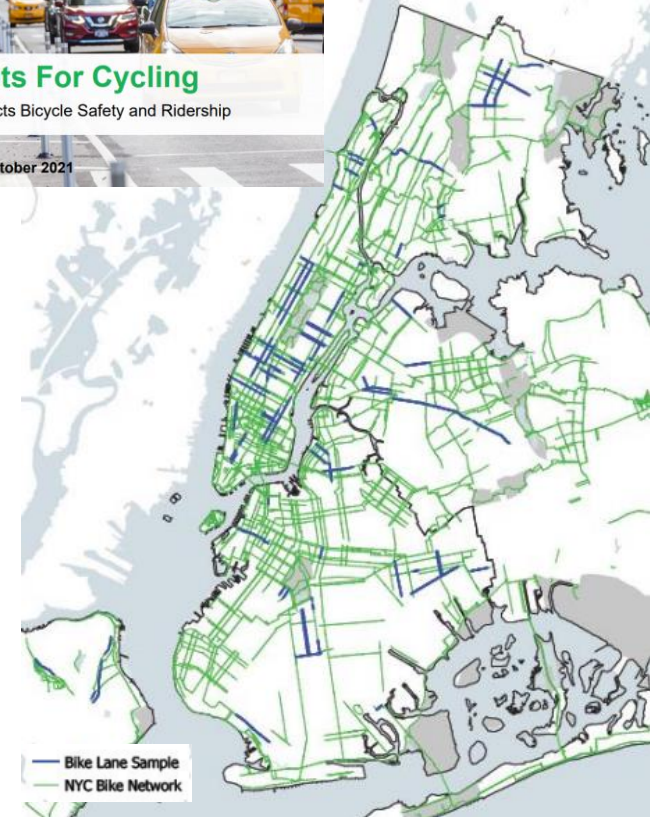 ts For Cycling
cts Bicycle Safety and Ridership
tober 2021
Bike Lane Sample
NYC Bike Network